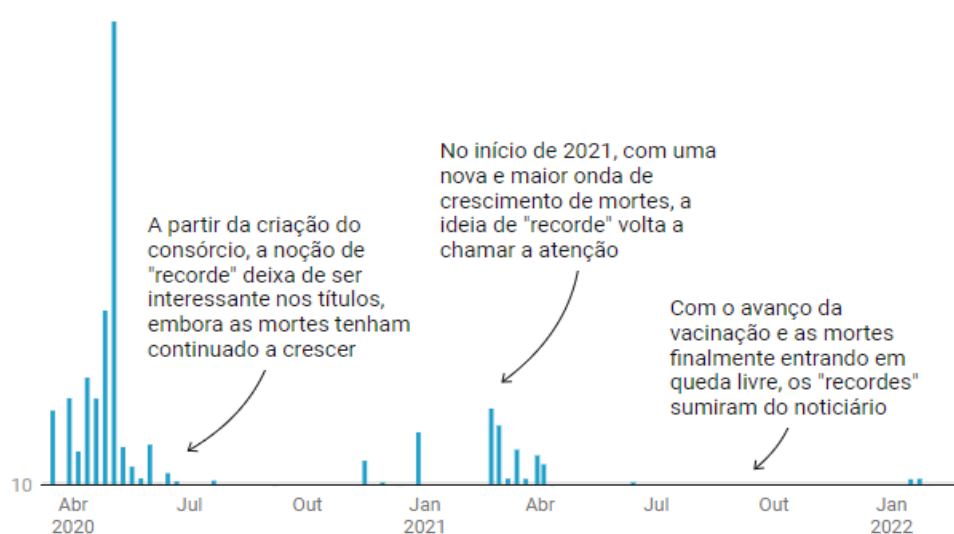 No início de 2021, com uma
nova e maior onda de
crescimento de mortes, a
ideia de "recorde" volta a
chamar a atenção
A partir da criação do
consórcio, a noção de
"recorde" deixa de ser
interessante nos títulos,
embora as mortes tenham
continuado a crescer
Com o avanço da
vacinação e as mortes
finalmente entrando em
queda livre, os "recordes"
sumiram do noticiário
10
Abr Jul Out Jan Abr Jul Out Jan
2020 2021 2022